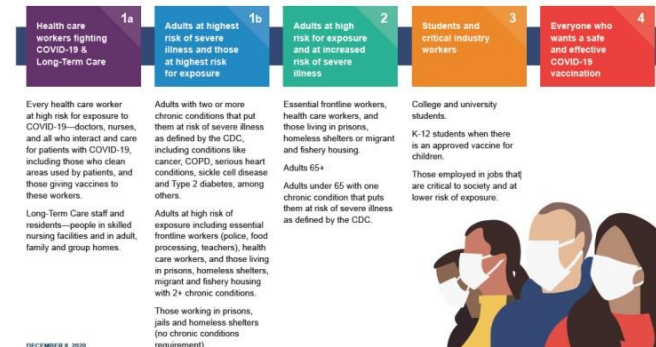 1a
Health care
workers fighting
COVID-19 &
Long-Term Care
1b
Adults at highest
risk of severe
illness and those
at highest risk
for exposure
2
Adults at high
risk for exposure
and at increased
risk of severe
illness
3
Students and
critical industry
workers
4
Everyone who
wants a safe
and effective
COVID-19
vaccination
Every health care worker
at high risk for exposure to
COVID-19—doctors, nurses,
and all who interact and care
for patients with COVID-19,
including those who clean
areas used by patients, and
those giving vaccines to
these workers.
Long-Term Care staff and
residents—people in skilled
nursing facilities and in adult,
family and group homes.
Adults with two or more
chronic conditions that put
them at risk of severe illness
as defined by the CDC,
including conditions like
cancer, COPD, serious heart
conditions, sickle cell disease
and Type 2 diabetes, among
others.
Adults at high risk of
exposure including essential
frontline workers (police, food
processing, teachers), health
care workers, and those living
in prisons, homeless shelters,
migrant and fishery housing
with 2+ chronic conditions.
Those working in prisons,
jails and homeless shelters
(no chronic conditions
requirement)
Essential frontline workers,
health care workers, and
those living in prisons,
homeless shelters or migrant
and fishery housing.
Adults 65+
Adults under 65 with one
chronic condition that puts
them at risk of severe illness
as defined by the CDC.
College and university
students.
K-12 students when there
is an approved vaccine for
children.
Those employed in jobs that
are critical to society and at
lower risk of exposure.
DECEMBER 8, 2020